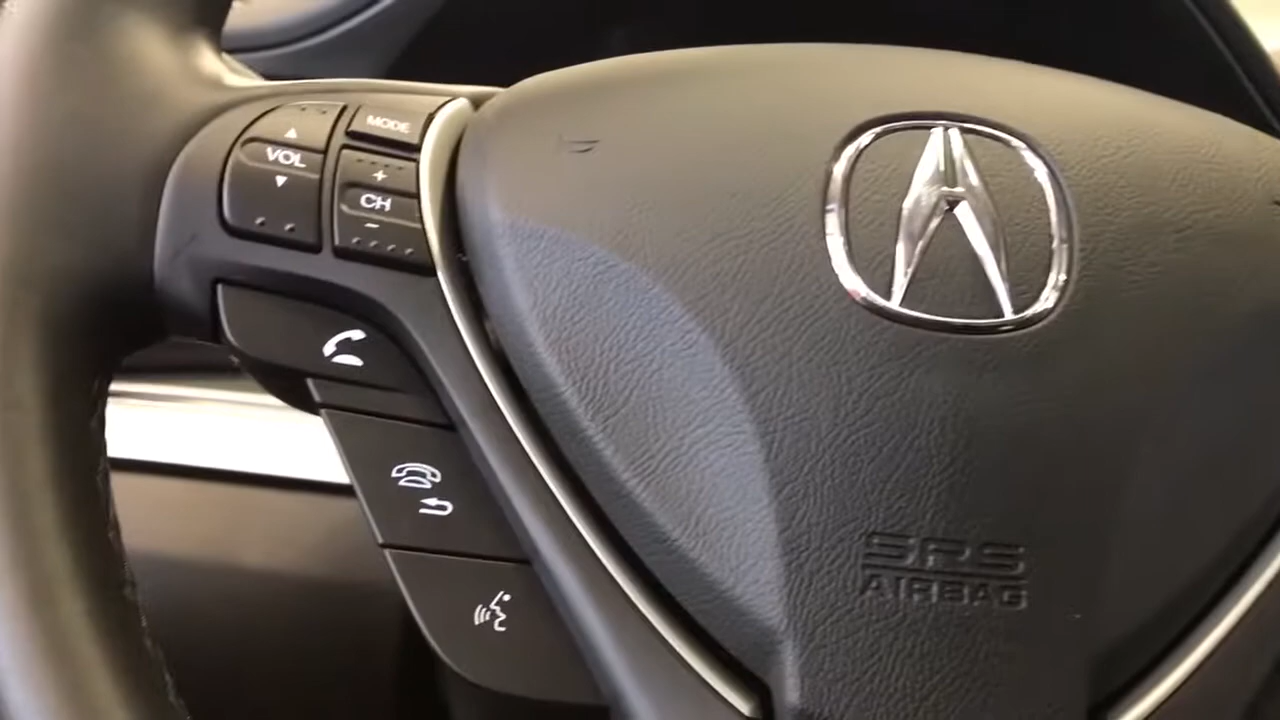 MODE
VOL
+
CH
-
SRS
AIRBAG